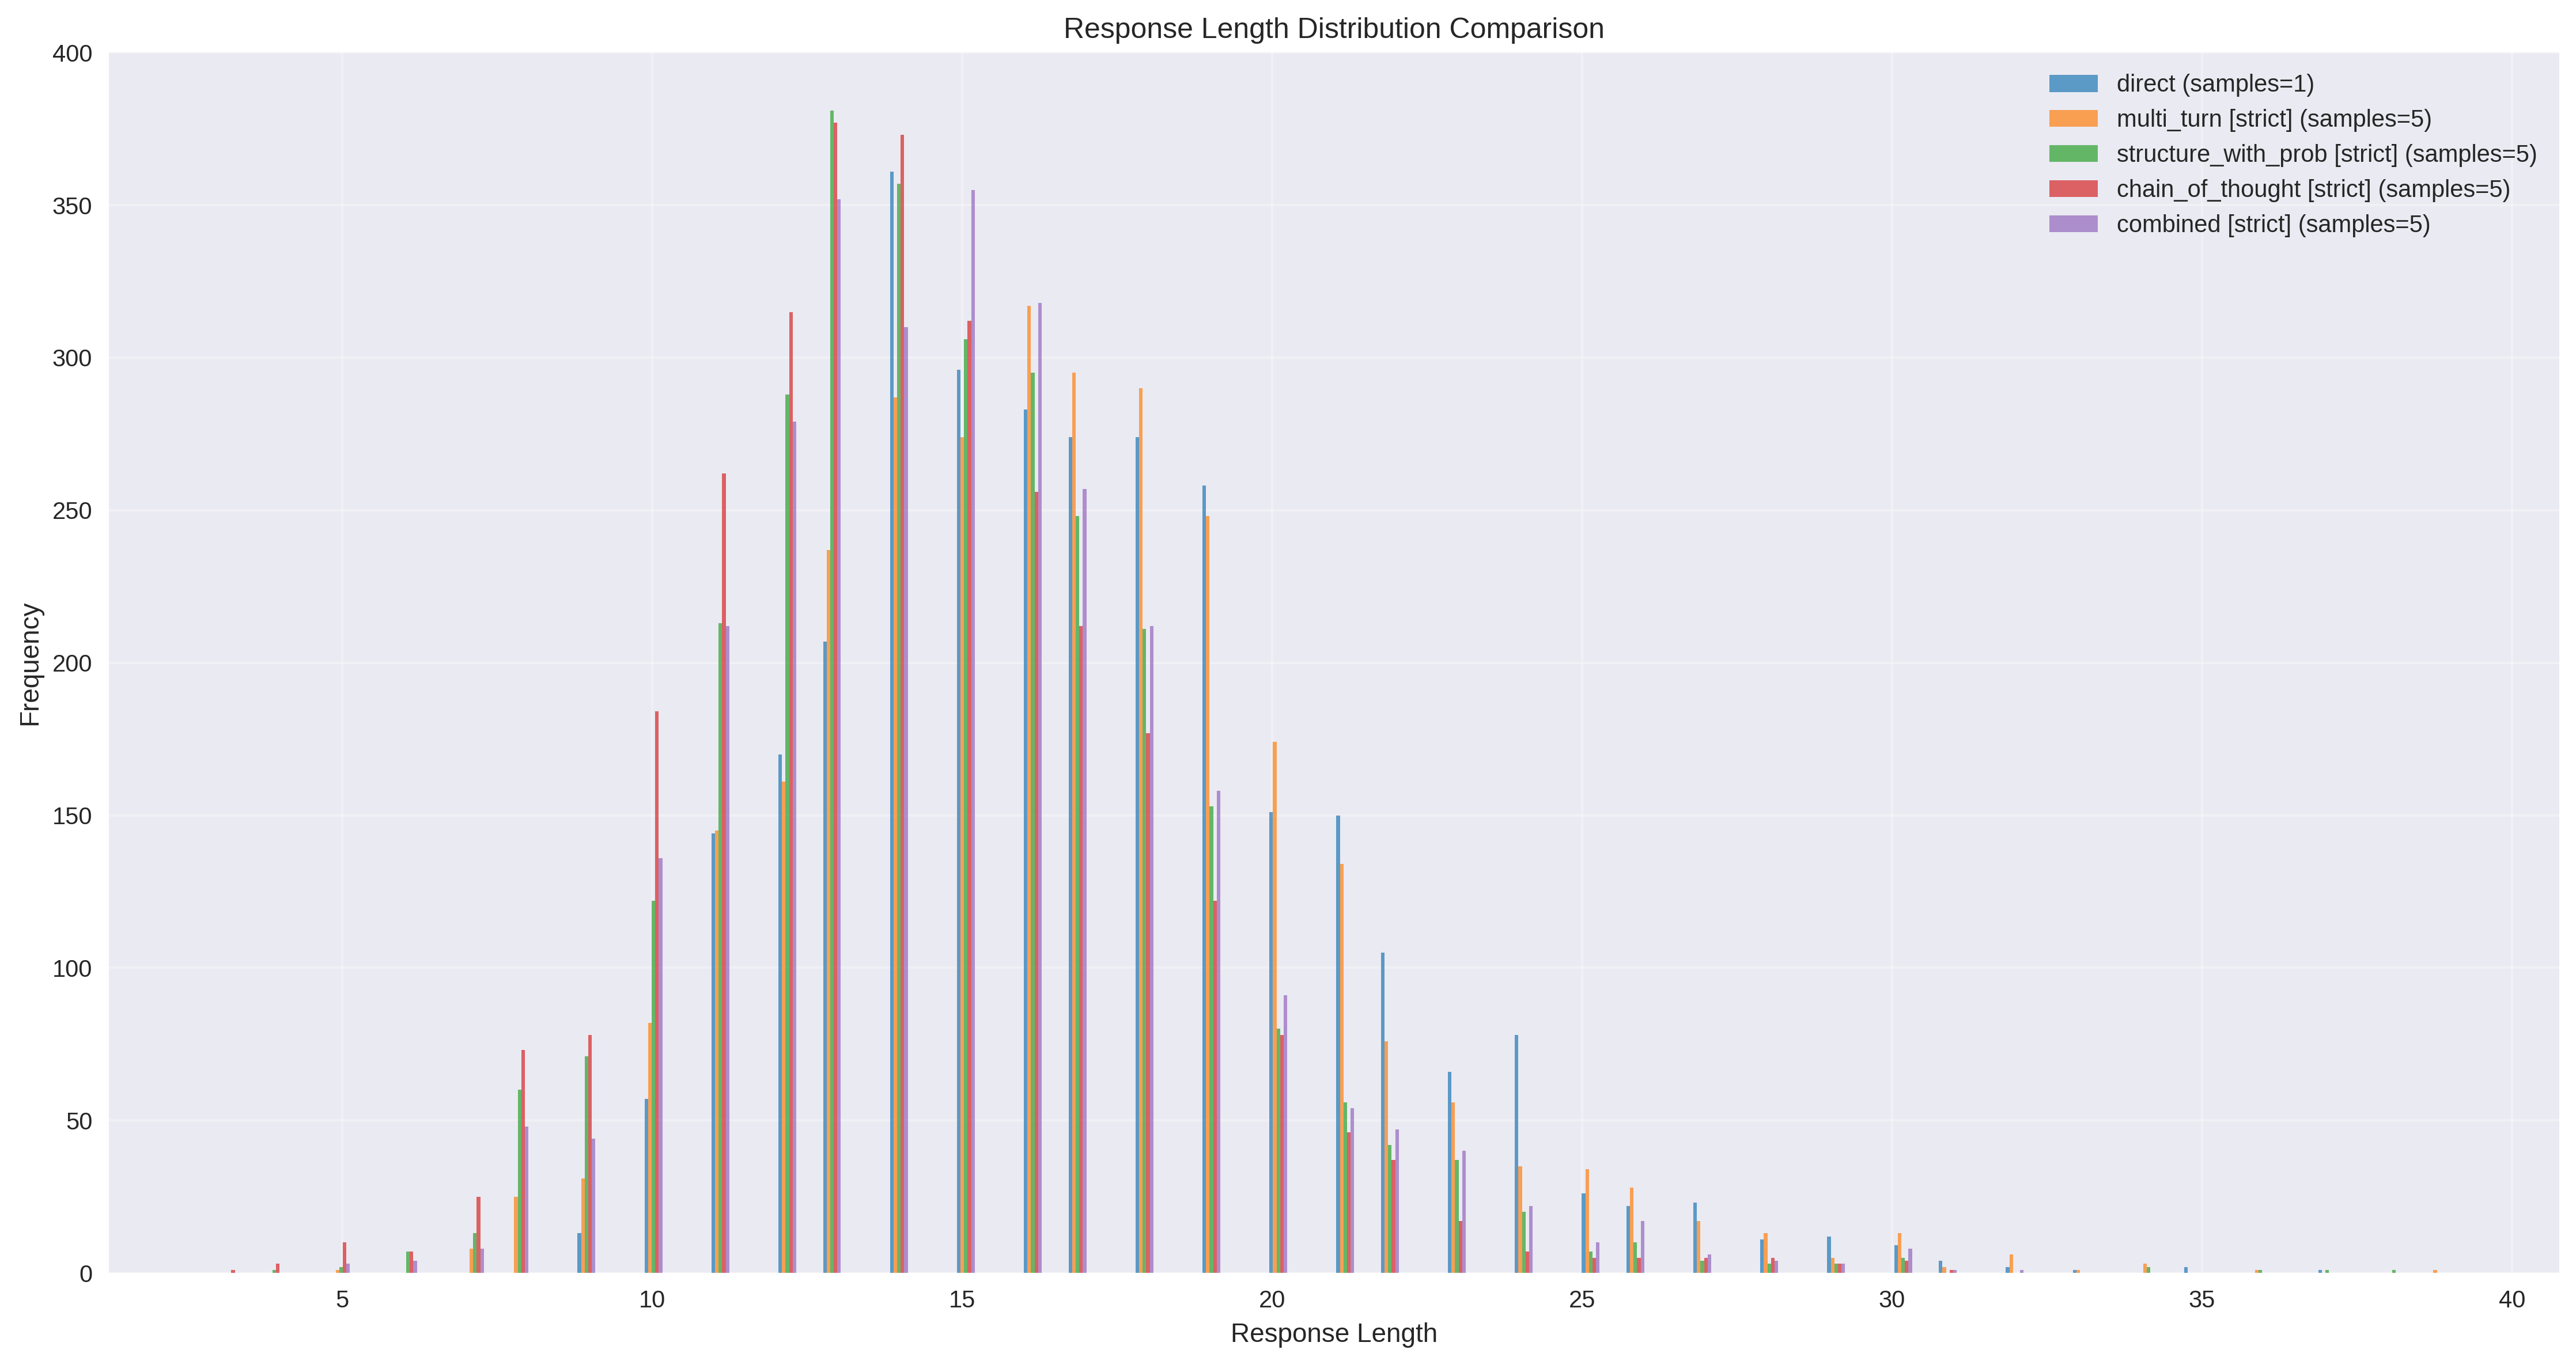 Response Length Distribution Comparison
400
350
300
250
200
150
100
50
0
Frequency
direct (samples=1)
multi_turn [strict] (samples=5)
structure_with_prob [strict] (samples=5)
chain_of_thought [strict] (samples=5)
combined [strict] (samples=5)
5 10 15 20 25 30 35 40
Response Length